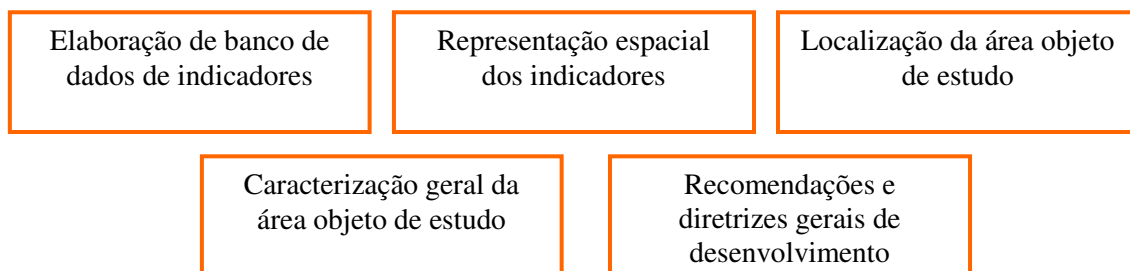 Elaboração de banco de
dados de indicadores
Representação espacial
dos indicadores
Localização da área objeto
de estudo
Caracterização geral da
área objeto de estudo
Recomendações e
diretrizes gerais de
desenvolvimento